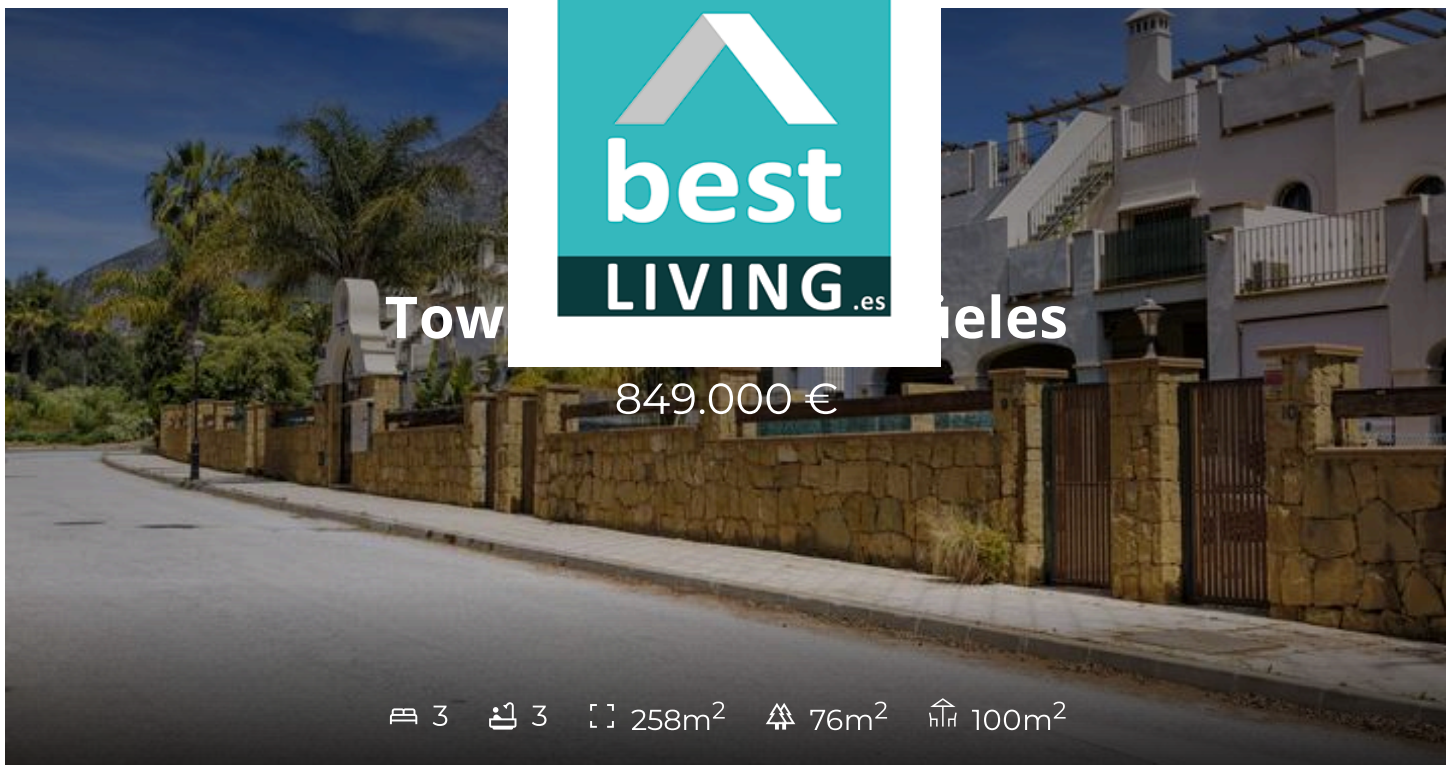 best
LIVING.es
Tow
ieles
849.000 €
3 3 258m² 76m² 100m²